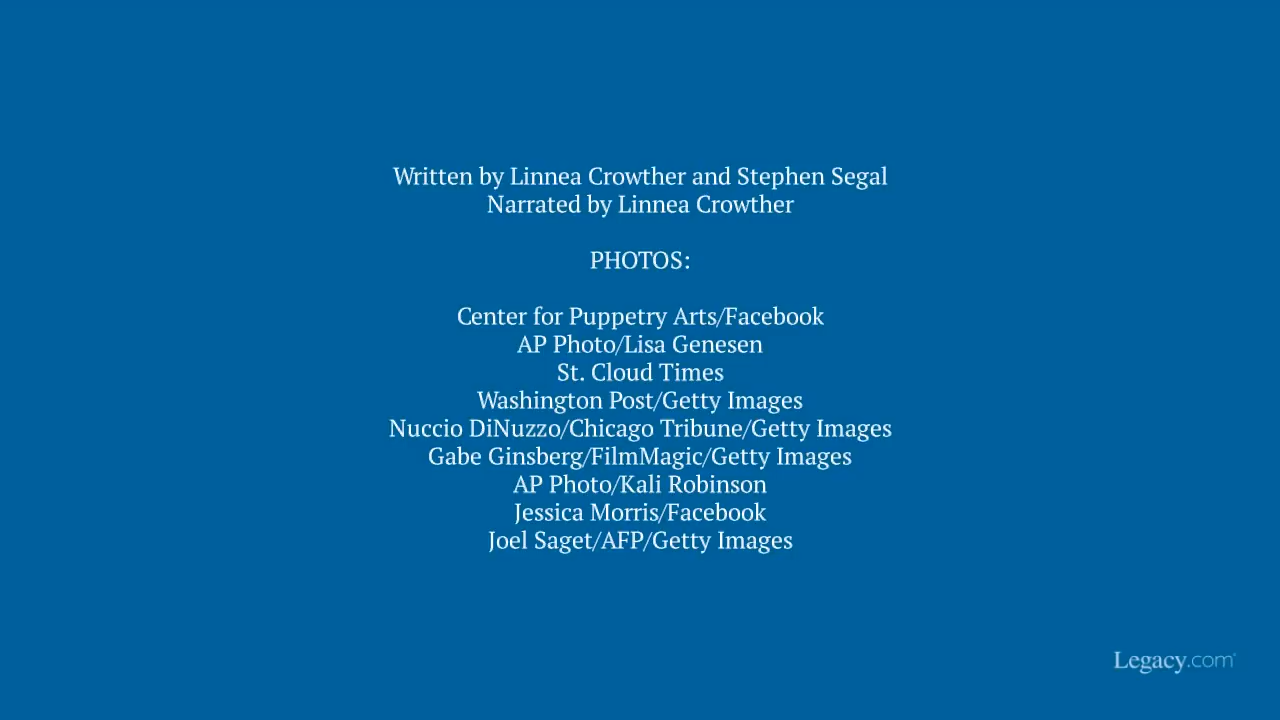 Written by Linnea Crowther and Stephen Segal
Narrated by Linnea Crowther
PHOTOS:
Center for Puppetry Arts/Facebook
AP Photo/Lisa Genesen
St. Cloud Times
Washington Post/Getty Images
Nuccio DiNuzzo/Chicago Tribune/Getty Images
Gabe Ginsberg/FilmMagic/Getty Images
AP Photo/Kali Robinson
Jessica Morris/Facebook
Joel Saget/AFP/Getty Images
Legacy.com